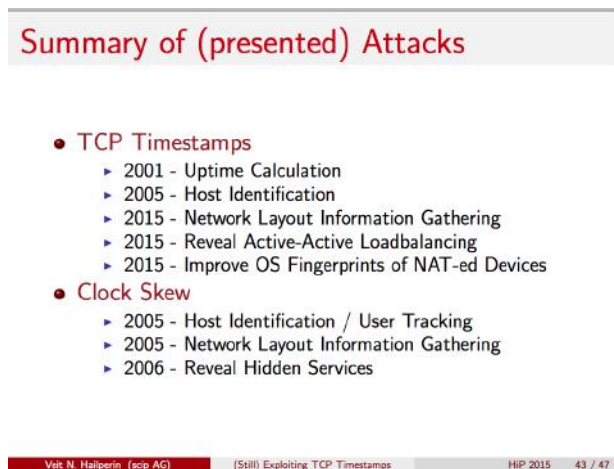 Summary of (presented) Attacks
TCP Timestamps
2001 - Uptime Calculation
2005 - Host Identification
2015 - Network Layout Information Gathering
2015 - Reveal Active-Active Loadbalancing
2015 - Improve OS Fingerprints of NAT-ed Devices
Clock Skew
2005 - Host Identification / User Tracking
2005 - Network Layout Information Gathering
2006 - Reveal Hidden Services
Veit N. Hailperin (scip AG) (Still) Exploiting TCP Timestamps HiP 2015 43 / 47